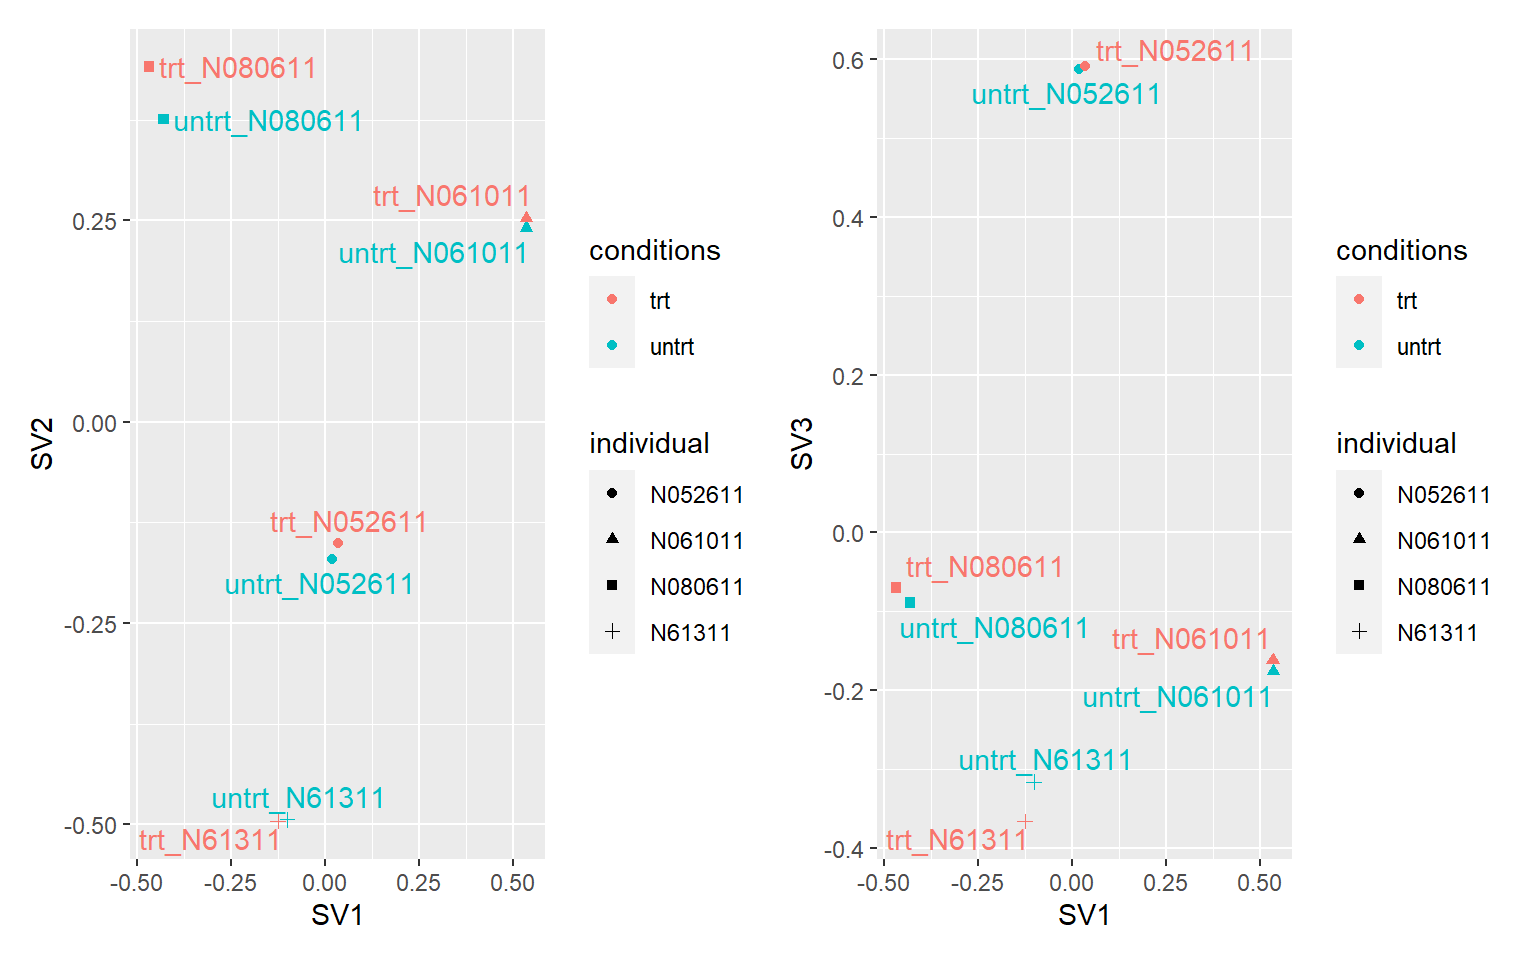 trt_N080611
untrt_N080611
trt_N061011
untrt_N061011
trt_N052611
untrt_N052611
untrt_N61311
trt_N61311
0.25
0.00
-0.25
-0.50
SV2
-0.50
-0.25
0.00
0.25
0.50
SV1
conditions
trt
untrt
individual
N052611
N061011
N080611
N61311
trt_N052611
untrt_N052611
trt_N080611
untrt_N080611
trt_N061011
untrt_N061011
untrt_N61311
trt_N61311
0.6
0.4
0.2
0.0
-0.2
-0.4
SV3
-0.50
-0.25
0.00
0.25
0.50
SV1
conditions
trt
untrt
individual
N052611
N061011
N080611
N61311